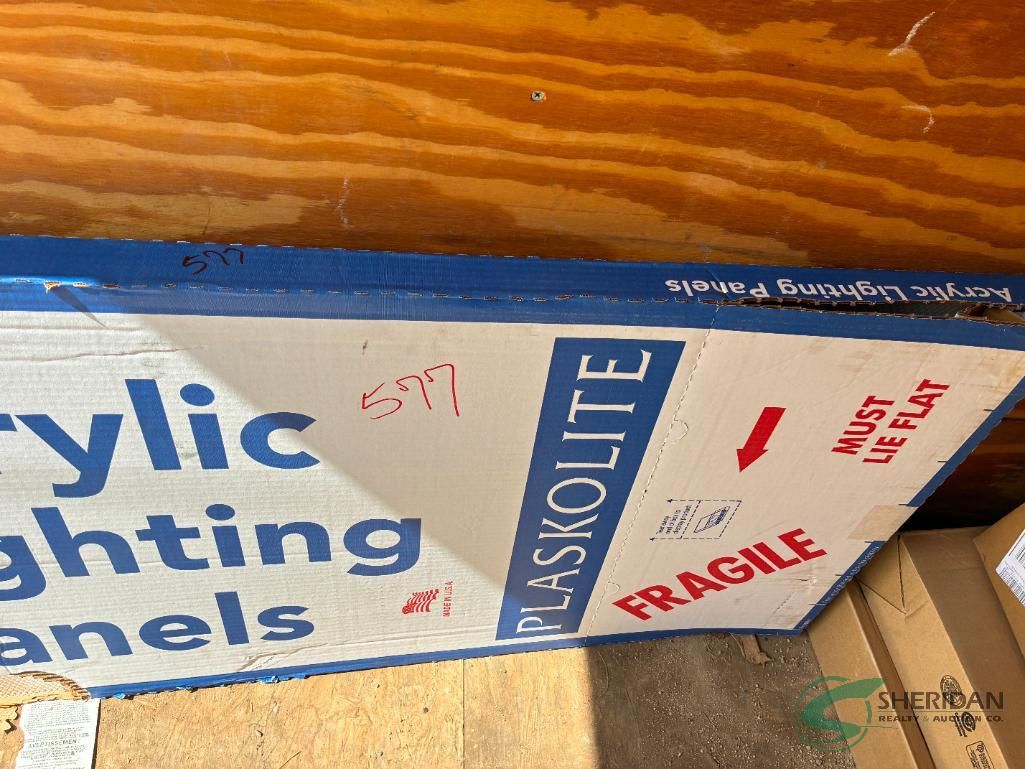 577
Acrylic Lighting Panels
rylic
ghting
anels
577
MADE IN U.S.A.
PLASKOLITE
FRAGILE
MUST
LIE FLAT
AVERTISSEMENT
SHERIDAN
REALTY & AUCTION CO.